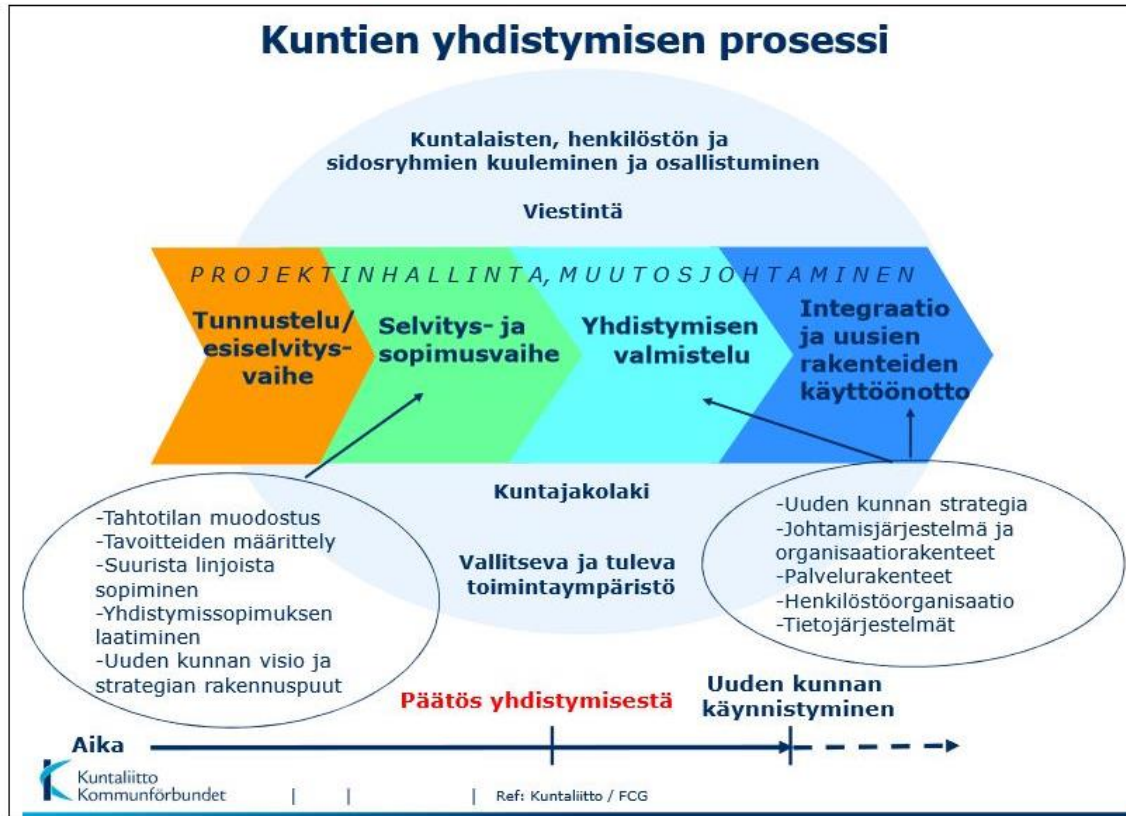 Kuntien yhdistymisen prosessi
Kuntalaisten, henkilöstön ja
sidosryhmien kuuleminen ja osallistuminen
Viestintä
PROJEKTINHALLINTA, MUUTOSJOHTAMINEN
Tunnustelu/
esiselvitys-
vaihe
Selvitys- ja
sopimusvaihe
Yhdistymisen
valmistelu
Integraatio
ja uusien
rakenteiden
käyttöönotto
-Tahtotilan muodostus
-Tavoitteiden määrittely
-Suurista linjoista
sopiminen
-Yhdistymissopimuksen
laatiminen
-Uuden kunnan visio ja
strategian rakennuspuut
Kuntajakolaki
Vallitseva ja tuleva
toimintaympäristö
-Uuden kunnan strategia
-Johtamisjärjestelmä ja
organisaatiorakenteet
-Palvelurakenteet
-Henkilöstöorganisaatio
-Tietojärjestelmät
Päätös yhdistymisestä
Uuden kunnan
käynnistyminen
Aika
Kuntaliitto
Kommunförbundet
Ref: Kuntaliitto / FCG